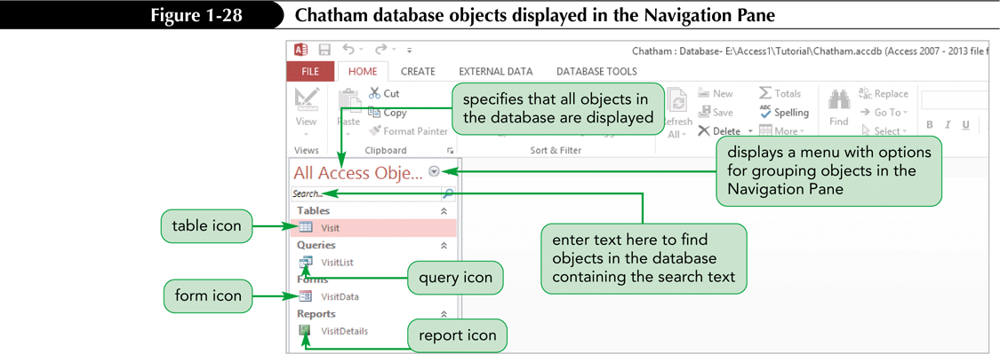 Figure 1-28 Chatham database objects displayed in the Navigation Pane
Chatham : Database- E:\Access1\Tutorial\Chatham.accdb (Access 2007 - 2013 file f
FILE HOME CREATE EXTERNAL DATA DATABASE TOOLS
View
Views
Paste
Cut
Copy
Format Painter
Clipboard
specifies that all objects in
the database are displayed
Sort & Filter
Refresh
All
New
Save
Delete
Totals
Spelling
More
Find
Replace
Go To
Select
B I U
displays a menu with options
for grouping objects in the
Navigation Pane
All Access Obje...
Search...
Tables
table icon
Visit
enter text here to find
objects in the database
containing the search text
Queries
VisitList
query icon
Forms
form icon
VisitData
Reports
VisitDetails
report icon